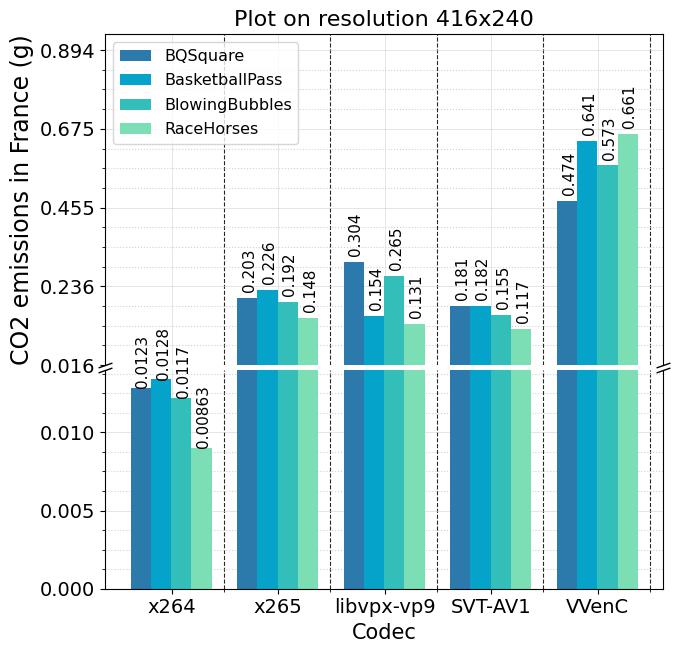 Plot on resolution 416x240
CO2 emissions in France (g)
0.894
0.675
0.455
0.236
0.016
0.010
0.005
0.000
BQSquare
BasketballPass
BlowingBubbles
RaceHorses
0.0123
0.0128
0.0117
0.00863
0.203
0.226
0.192
0.148
0.304
0.154
0.265
0.131
0.181
0.182
0.155
0.117
0.474
0.641
0.573
0.661
x264
x265
libvpx-vp9
SVT-AV1
VVenC
Codec